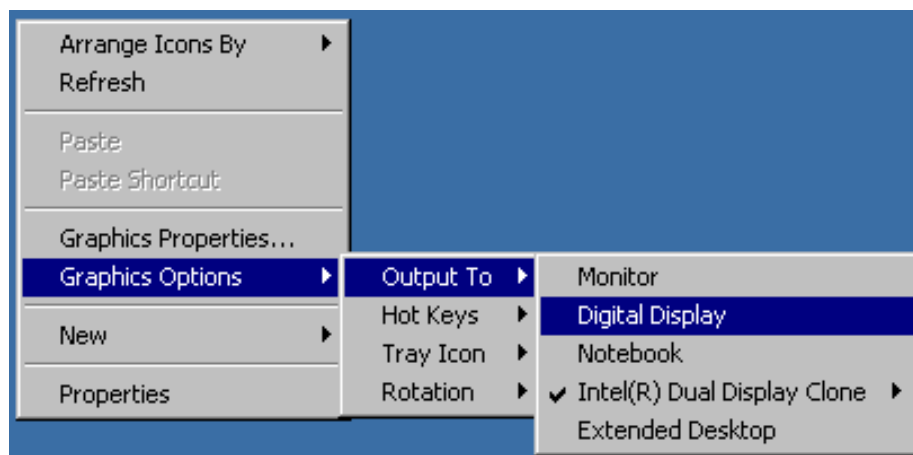 Arrange Icons By
Refresh
Paste
Paste Shortcut
Graphics Properties...
Graphics Options
New
Properties
Output To
Hot Keys
Tray Icon
Rotation
Monitor
Digital Display
Notebook
Intel(R) Dual Display Clone
Extended Desktop